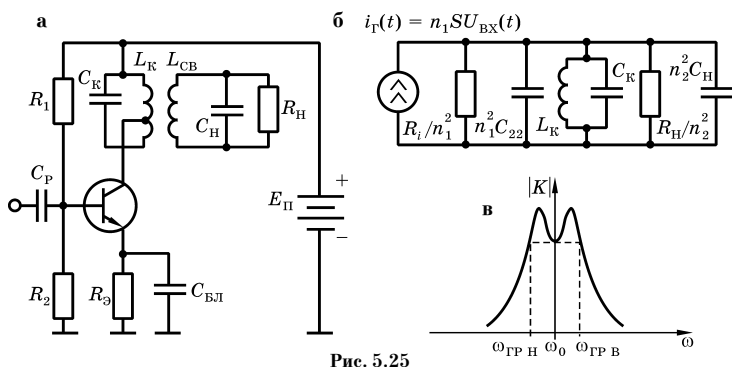 а
L_К
L_СВ
C_К
R_1
C_Н
R_Н
C_Р
E_П
+
−
R_2
R_Э
C_БЛ
б
i_Г(t) = n_1SU_ВХ(t)
C_К
n_2^2C_Н
R_i/n_1^2
n_1^2C_22
L_К
R_Н/n_2^2
в
|K|
ω_ГР Н
ω_0
ω_ГР В
ω
Рис. 5.25